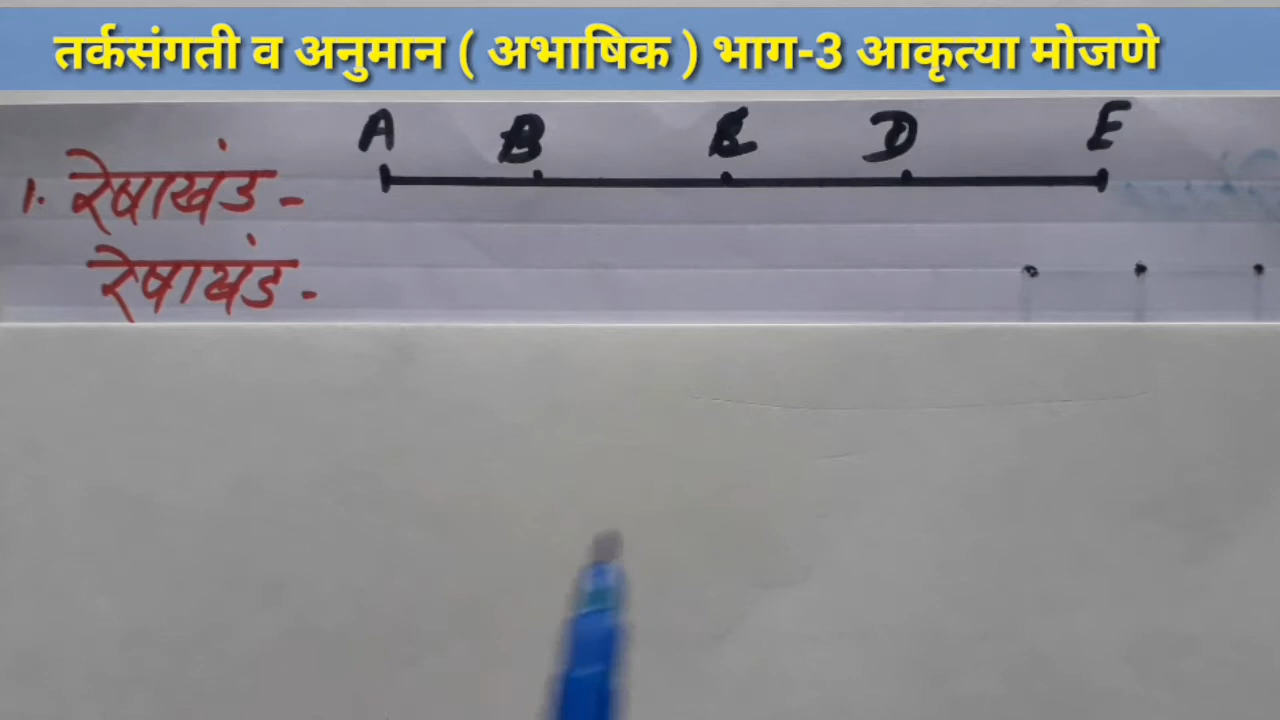 तर्कसंगती व अनुमान ( अभाषिक ) भाग-3 आकृत्या मोजणे
A B C D E
1. रेषाखंड -
रेषाखंड -